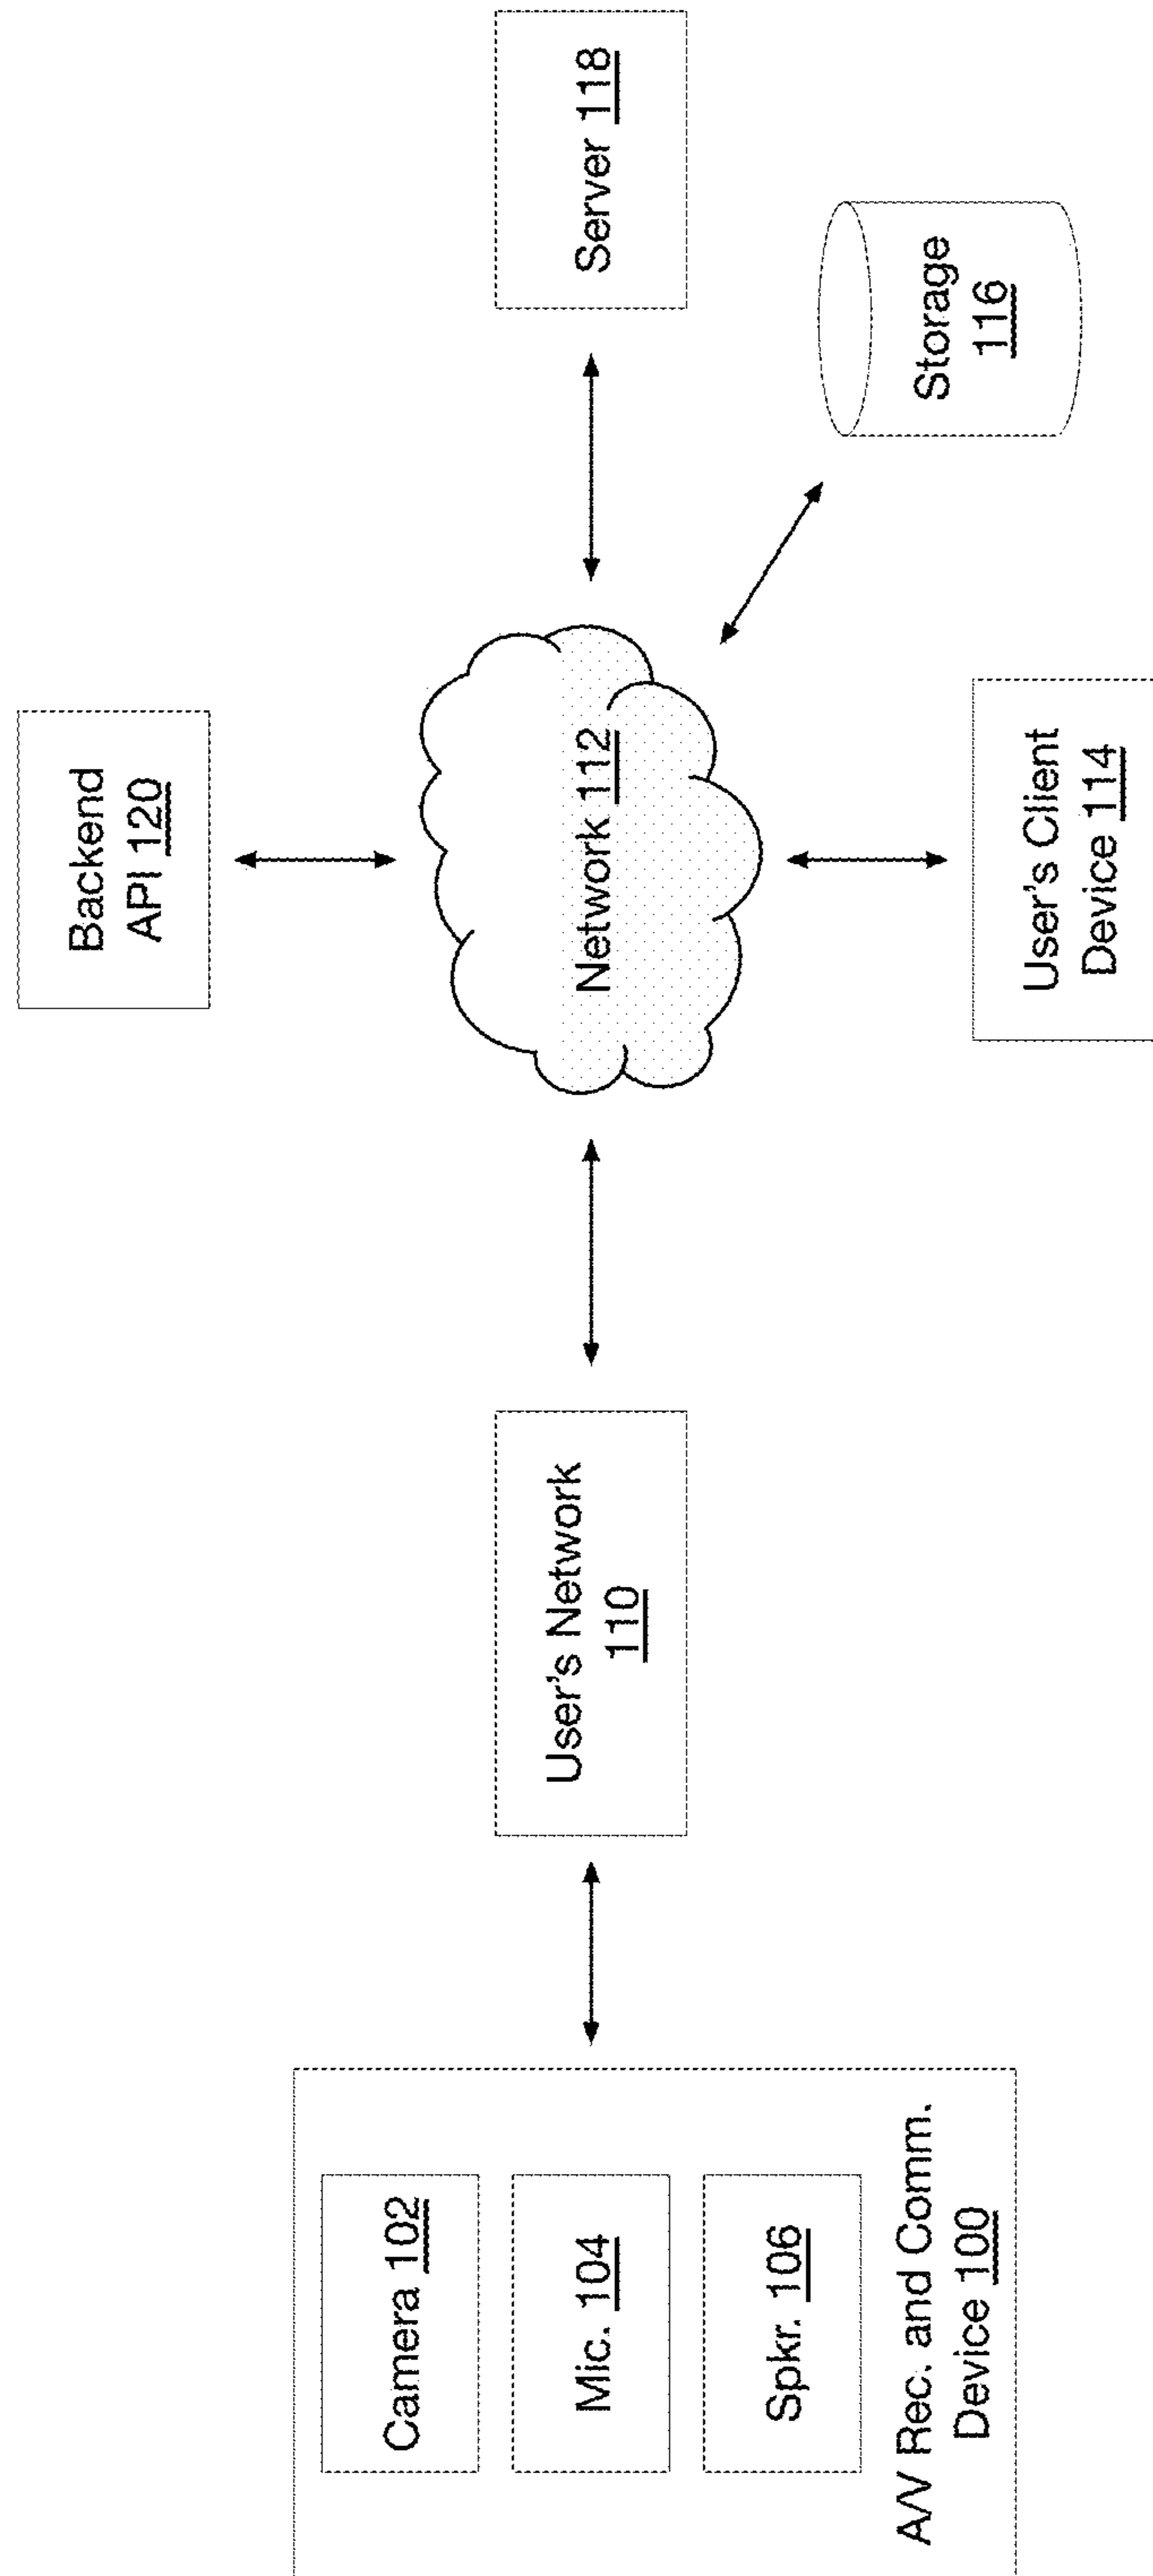 Camera 102
Mic. 104
Spkr. 106
A/V Rec. and Comm.
Device 100
User's Network
110
Backend
API 120
Network 112
User's Client
Device 114
Server 118
Storage
116